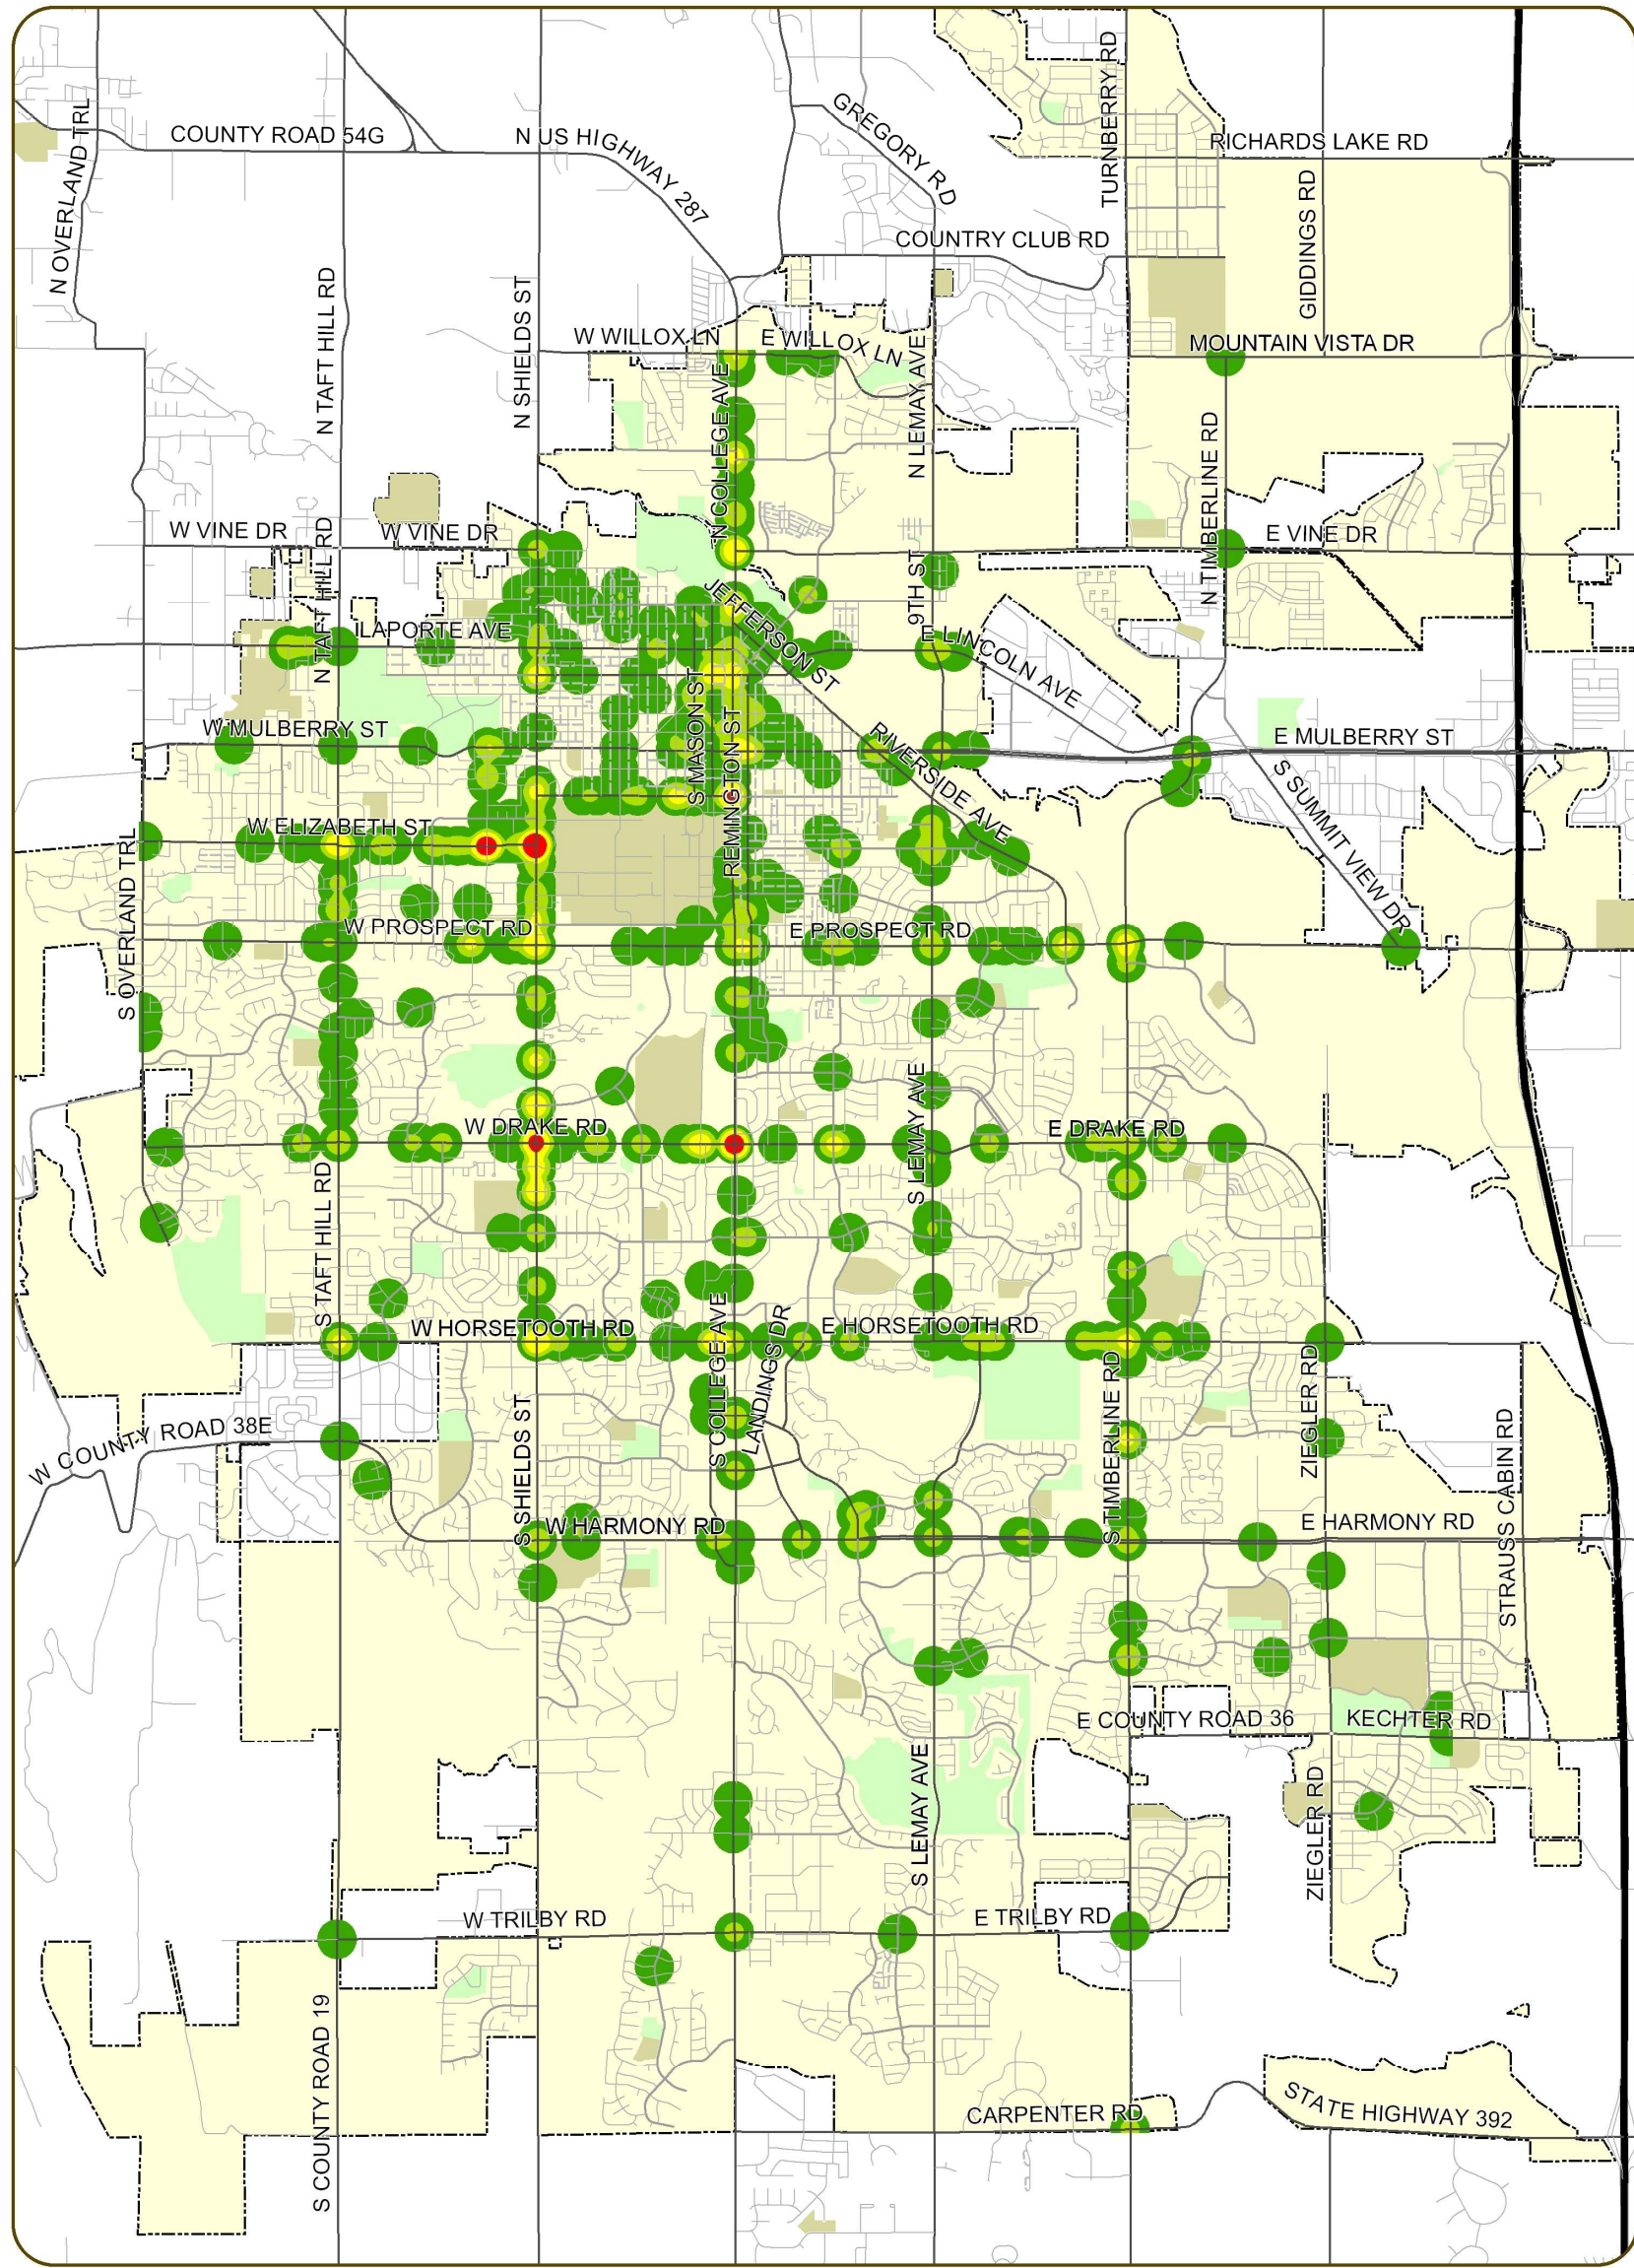 TURNBERRY RD
GREGORY RD
N OVERLAND TRL
COUNTY ROAD 54G
N US HIGHWAY 287
RICHARDS LAKE RD
GIDDINGS RD
COUNTRY CLUB RD
N TAFT HILL RD
N SHIELDS ST
W WILLOX LN
E WILLOX LN
N LEMAY AVE
MOUNTAIN VISTA DR
N COLLEGE AVE
N TIMBERLINE RD
W VINE DR
N TAFT HILL RD
W VINE DR
E VINE DR
9TH ST
JEFFERSON ST
LAPORTE AVE
E LINCOLN AVE
W MULBERRY ST
S MASON ST
REMINGTON ST
RIVERSIDE AVE
E MULBERRY ST
S SUMMIT VIEW DR
W ELIZABETH ST
S OVERLAND TRL
W PROSPECT RD
E PROSPECT RD
S LEMAY AVE
W DRAKE RD
E DRAKE RD
S TAFT HILL RD
W HORSETOOTH RD
S COLLEGE AVE
LANDINGS DR
E HORSETOOTH RD
S TIMBERLINE RD
ZIEGLER RD
W COUNTY ROAD 38E
S SHIELDS ST
STRAUSS CABIN RD
W HARMONY RD
E HARMONY RD
E COUNTY ROAD 36
KECHTER RD
S LEMAY AVE
ZIEGLER RD
W TRILBY RD
E TRILBY RD
S COUNTY ROAD 19
CARPENTER RD
STATE HIGHWAY 392